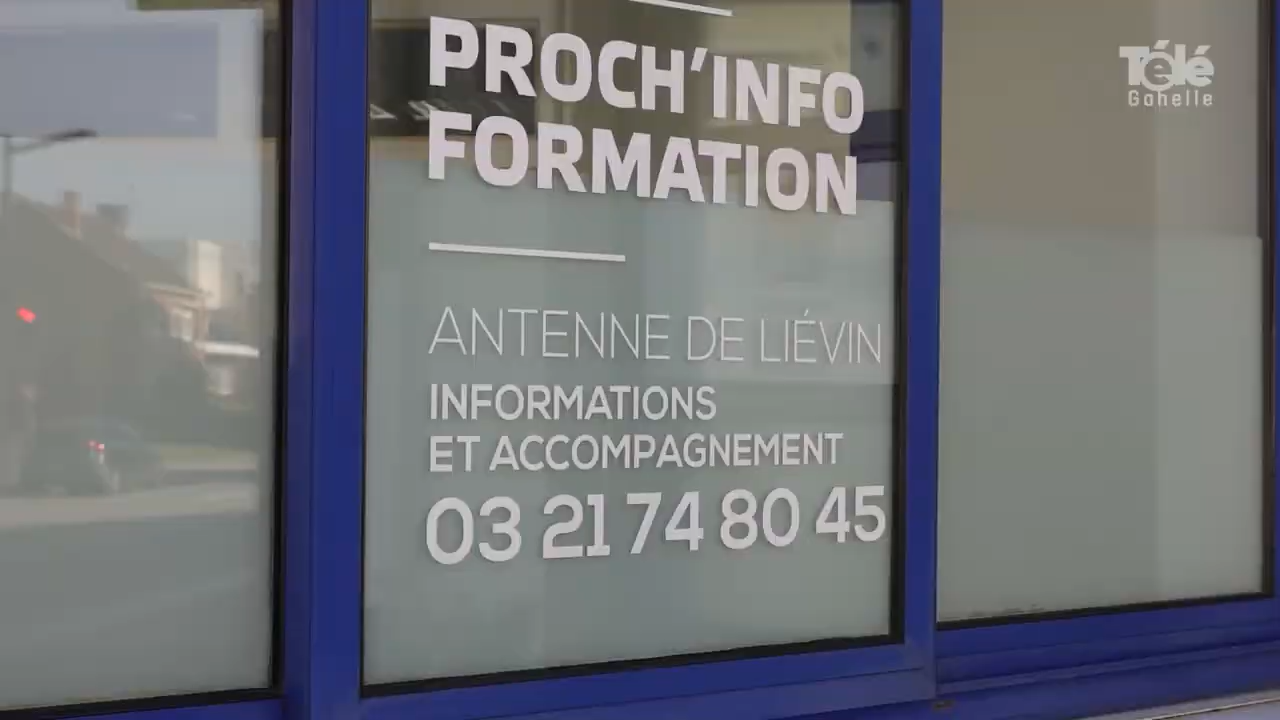 PROCH'INFO
FORMATION
ANTENNE DE LIÉVIN
INFORMATIONS
ET ACCOMPAGNEMENT
03 21 74 80 45
Télé
Gohelle